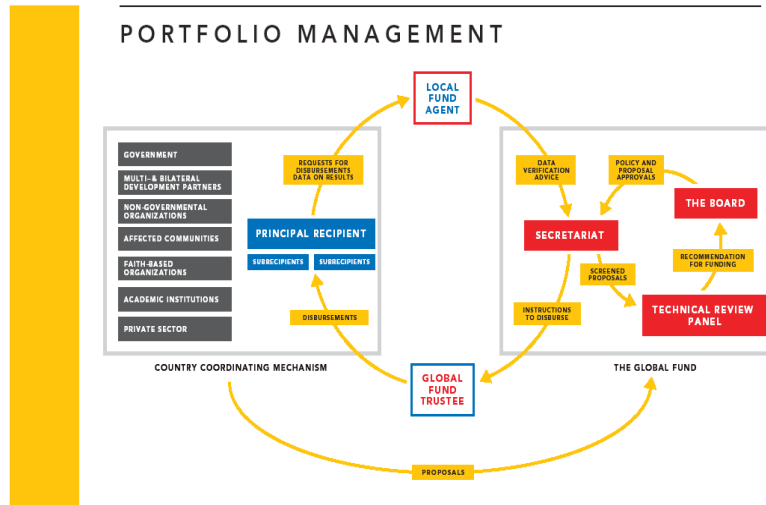 PORTFOLIO MANAGEMENT
LOCAL
FUND
AGENT
GOVERNMENT
MULTI– & BILATERAL
DEVELOPMENT PARTNERS
NON-GOVERNMENTAL
ORGANIZATIONS
AFFECTED COMMUNITIES
FAITH-BASED
ORGANIZATIONS
ACADEMIC INSTITUTIONS
PRIVATE SECTOR
REQUESTS FOR
DISBURSEMENTS
DATA ON RESULTS
PRINCIPAL RECIPIENT
SUBRECIPIENTS
SUBRECIPIENTS
DISBURSEMENTS
COUNTRY COORDINATING MECHANISM
DATA
VERIFICATION
ADVICE
POLICY AND
PROPOSAL
APPROVALS
THE BOARD
SECRETARIAT
RECOMMENDATION
FOR FUNDING
SCREENED
PROPOSALS
INSTRUCTIONS
TO DISBURSE
TECHNICAL REVIEW
PANEL
THE GLOBAL FUND
GLOBAL
FUND
TRUSTEE
PROPOSALS